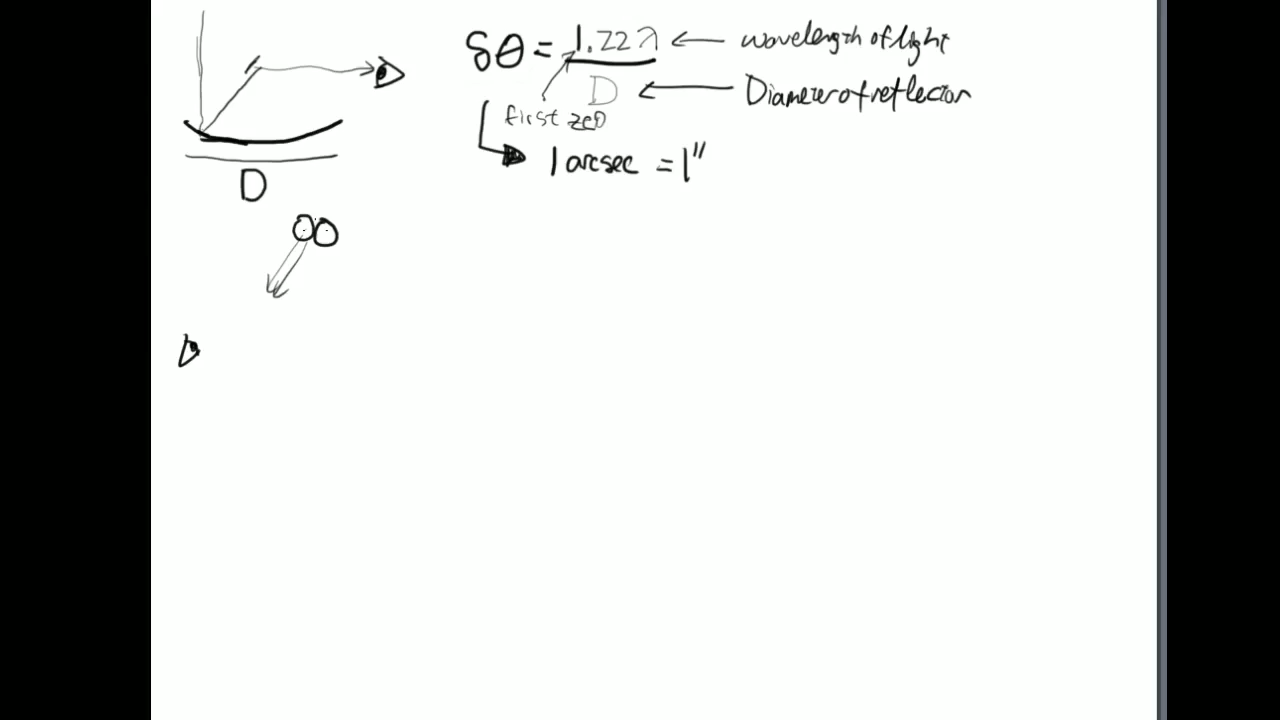 δθ = 1.22λ / D
← wavelength of light
← Diameter of reflector
first zero
1 arcsec = 1"
D